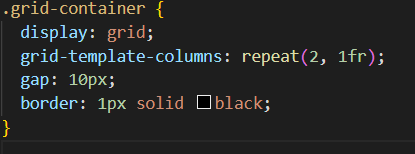 .grid-container {
  display: grid;
  grid-template-columns: repeat(2, 1fr);
  gap: 10px;
  border: 1px solid black;
}